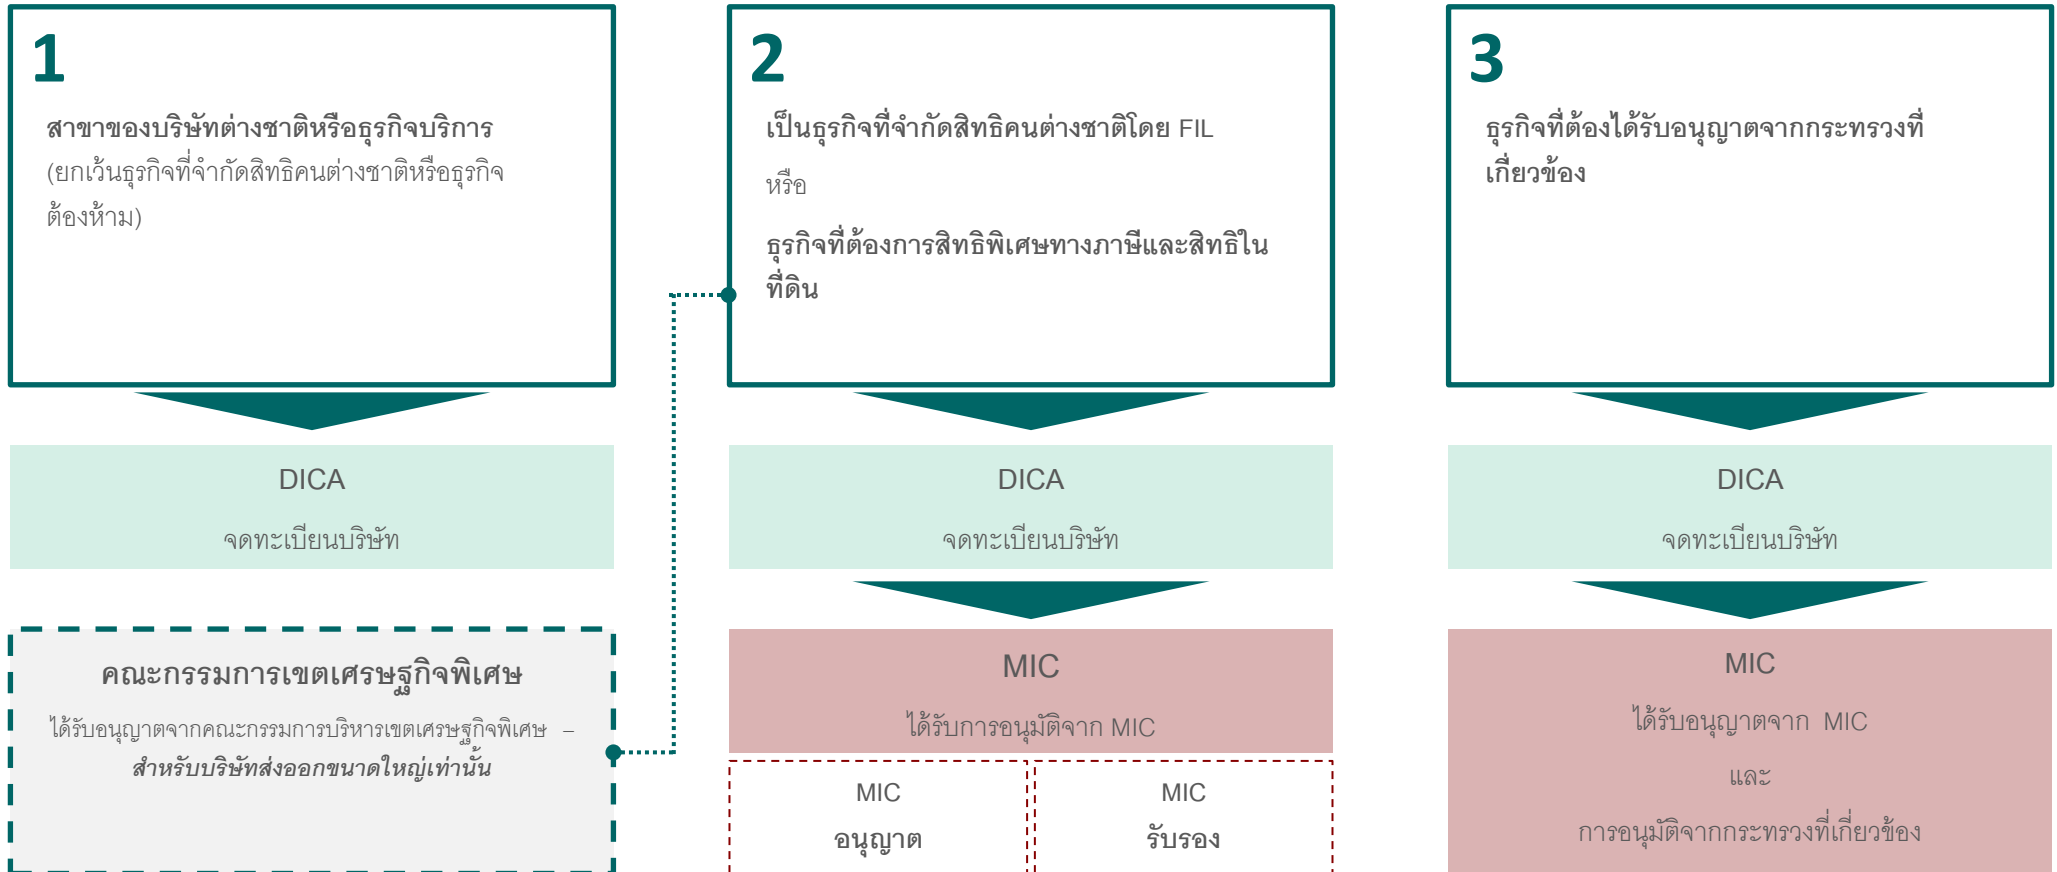 1
สาขาของบริษัทต่างชาติหรือธุรกิจบริการ
(ยกเว้นธุรกิจที่จำกัดสิทธิคนต่างชาติหรือธุรกิจ
ต้องห้าม)
DICA
จดทะเบียนบริษัท
คณะกรรมการเขตเศรษฐกิจพิเศษ
ได้รับอนุญาตจากคณะกรรมการบริหารเขตเศรษฐกิจพิเศษ –
สำหรับบริษัทส่งออกขนาดใหญ่เท่านั้น
2
เป็นธุรกิจที่จำกัดสิทธิคนต่างชาติโดย FIL
หรือ
ธุรกิจที่ต้องการสิทธิพิเศษทางภาษีและสิทธิใน
ที่ดิน
DICA
จดทะเบียนบริษัท
MIC
ได้รับการอนุมัติจาก MIC
MIC
อนุญาต
MIC
รับรอง
3
ธุรกิจที่ต้องได้รับอนุญาตจากกระทรวงที่
เกี่ยวข้อง
DICA
จดทะเบียนบริษัท
MIC
ได้รับอนุญาตจาก MIC
และ
การอนุมัติจากกระทรวงที่เกี่ยวข้อง